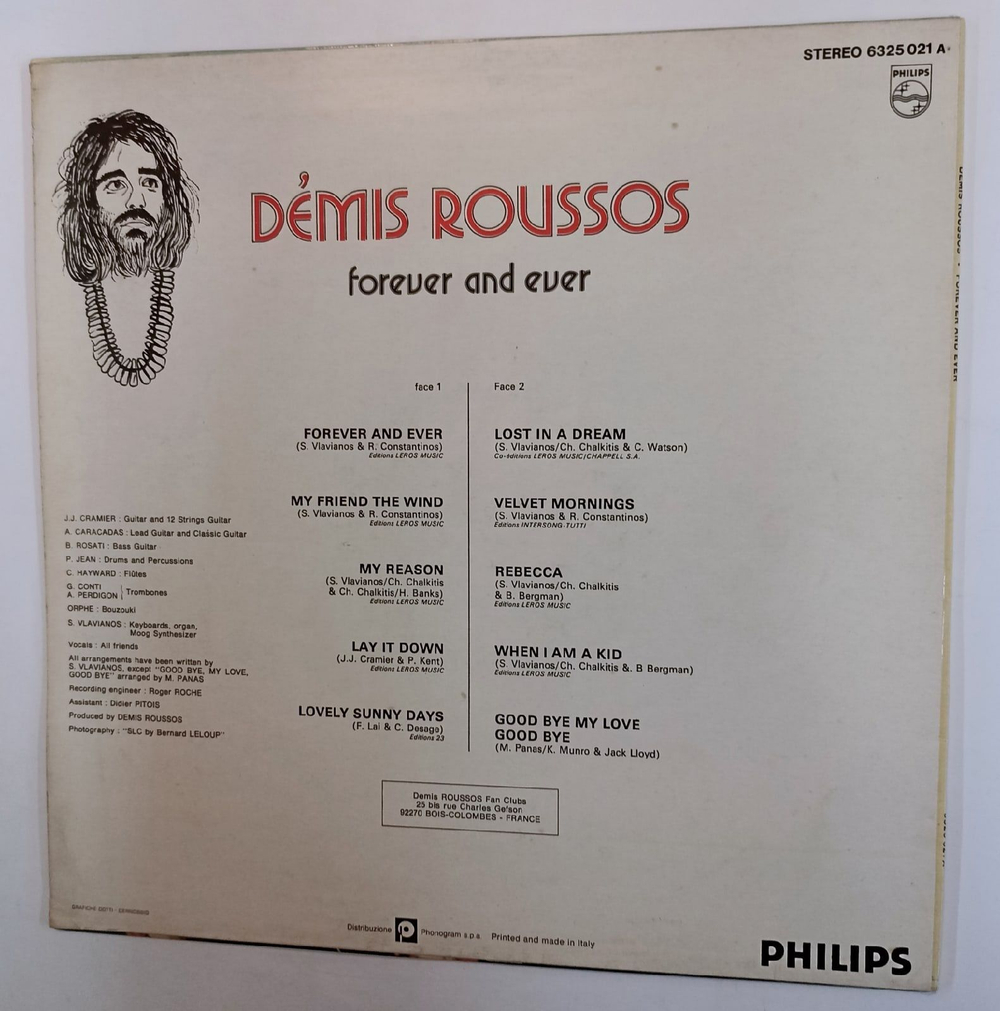 STEREO 6325 021 A
PHILIPS
DÉMIS ROUSSOS
forever and ever
face 1
FOREVER AND EVER
(S. Vlavianos & R. Constantinos)
Editions LEROS MUSIC
MY FRIEND THE WIND
(S. Vlavianos & R. Constantinos)
Editions LEROS MUSIC
MY REASON
(S. Vlavianos/Ch. Chalkitis
& Ch. Chalkitis/H. Banks)
Editions LEROS MUSIC
LAY IT DOWN
(J.J. Cramier & P. Kent)
Editions LEROS MUSIC
LOVELY SUNNY DAYS
(F. Lai & C. Desage)
Editions 23
Face 2
LOST IN A DREAM
(S. Vlavianos/Ch. Chalkitis & C. Watson)
Co-editions LEROS MUSIC/CHAPPELL S.A.
VELVET MORNINGS
(S. Vlavianos & R. Constantinos)
Editions INTERSONG-TUTTI
REBECCA
(S. Vlavianos/Ch. Chalkitis
& B. Bergman)
Editions LEROS MUSIC
WHEN I AM A KID
(S. Vlavianos/Ch. Chalkitis &. B Bergman)
Editions LEROS MUSIC
GOOD BYE MY LOVE
GOOD BYE
(M. Panas/K. Munro & Jack Lloyd)
J.J. CRAMIER : Guitar and 12 Strings Guitar
A. CARACADAS : Lead Guitar and Classic Guitar
B. ROSATI : Bass Guitar
P. JEAN : Drums and Percussions
C. HAYWARD : Flûtes
G. CONTI
A. PERDIGON Trombones
ORPHE : Bouzouki
S. VLAVIANOS : Keyboards, organ,
Moog Synthesizer
Vocals : All friends
All arrangements have been written by
S. VLAVIANOS, except "GOOD BYE, MY LOVE,
GOOD BYE" arranged by M. PANAS
Recording engineer : Roger ROCHE
Assistant : Didier PITOIS
Produced by DEMIS ROUSSOS
Photography : "SLC by Bernard LELOUP"
Demis ROUSSOS Fan Clubs
25 bis rue Charles
92270 BOIS-COLOMBES - FRANCE
Distribuzione Phonogram s.p.a. Printed and made in Italy
PHILIPS
DEMIS ROUSSOS • FOREVER AND EVER